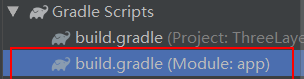 Gradle Scripts
build.gradle (Project: ThreeLaye
build.gradle (Module: app)